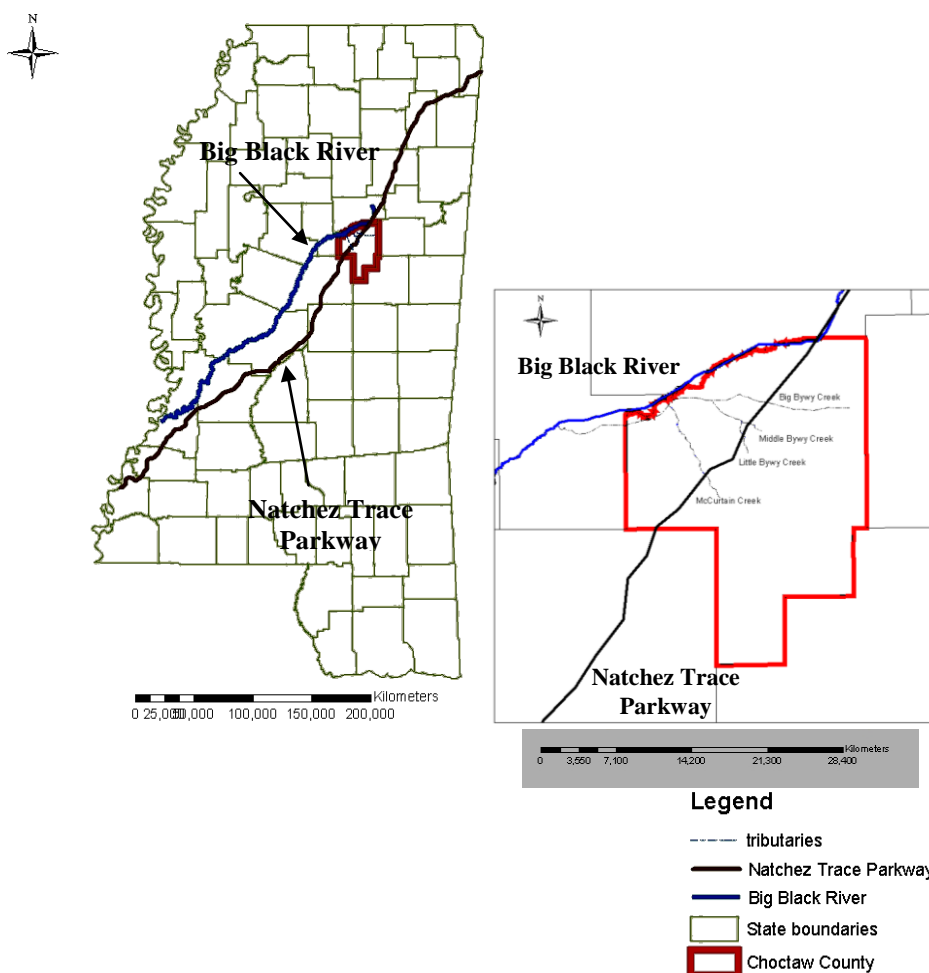 N
Big Black River
Natchez Trace
Parkway
Kilometers
0 25,000 50,000 100,000 150,000 200,000
N
Big Black River
Big Bywy Creek
Middle Bywy Creek
Little Bywy Creek
McCurtain Creek
Natchez Trace
Parkway
Kilometers
0 3,550 7,100 14,200 21,300 28,400
Legend
tributaries
Natchez Trace Parkway
Big Black River
State boundaries
Choctaw County